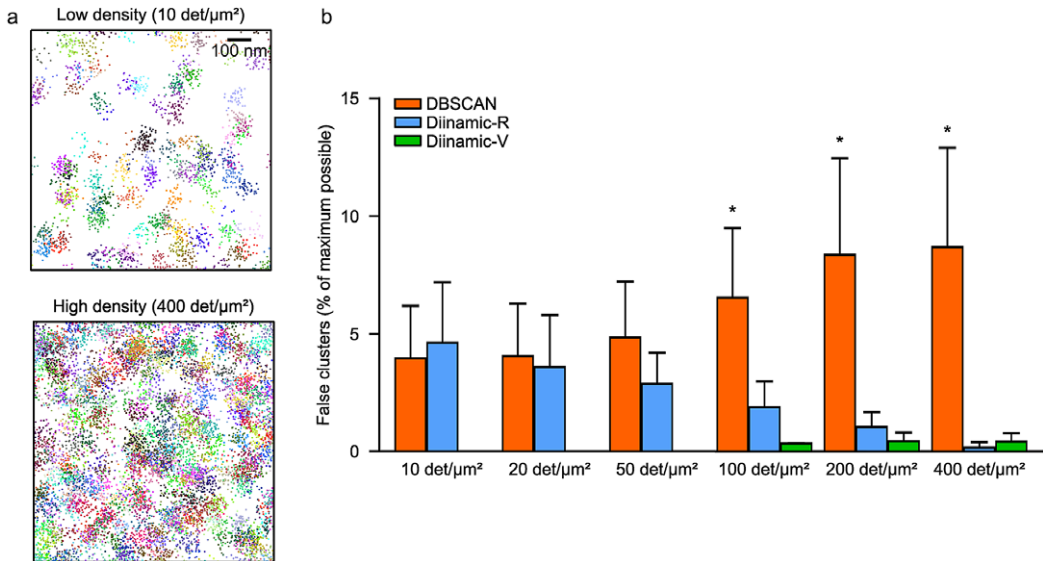 a
Low density (10 det/µm²)
100 nm
High density (400 det/µm²)
b
False clusters (% of maximum possible)
15
10
5
0
DBSCAN
Diinamic-R
Diinamic-V
*
*
*
10 det/µm²
20 det/µm²
50 det/µm²
100 det/µm²
200 det/µm²
400 det/µm²